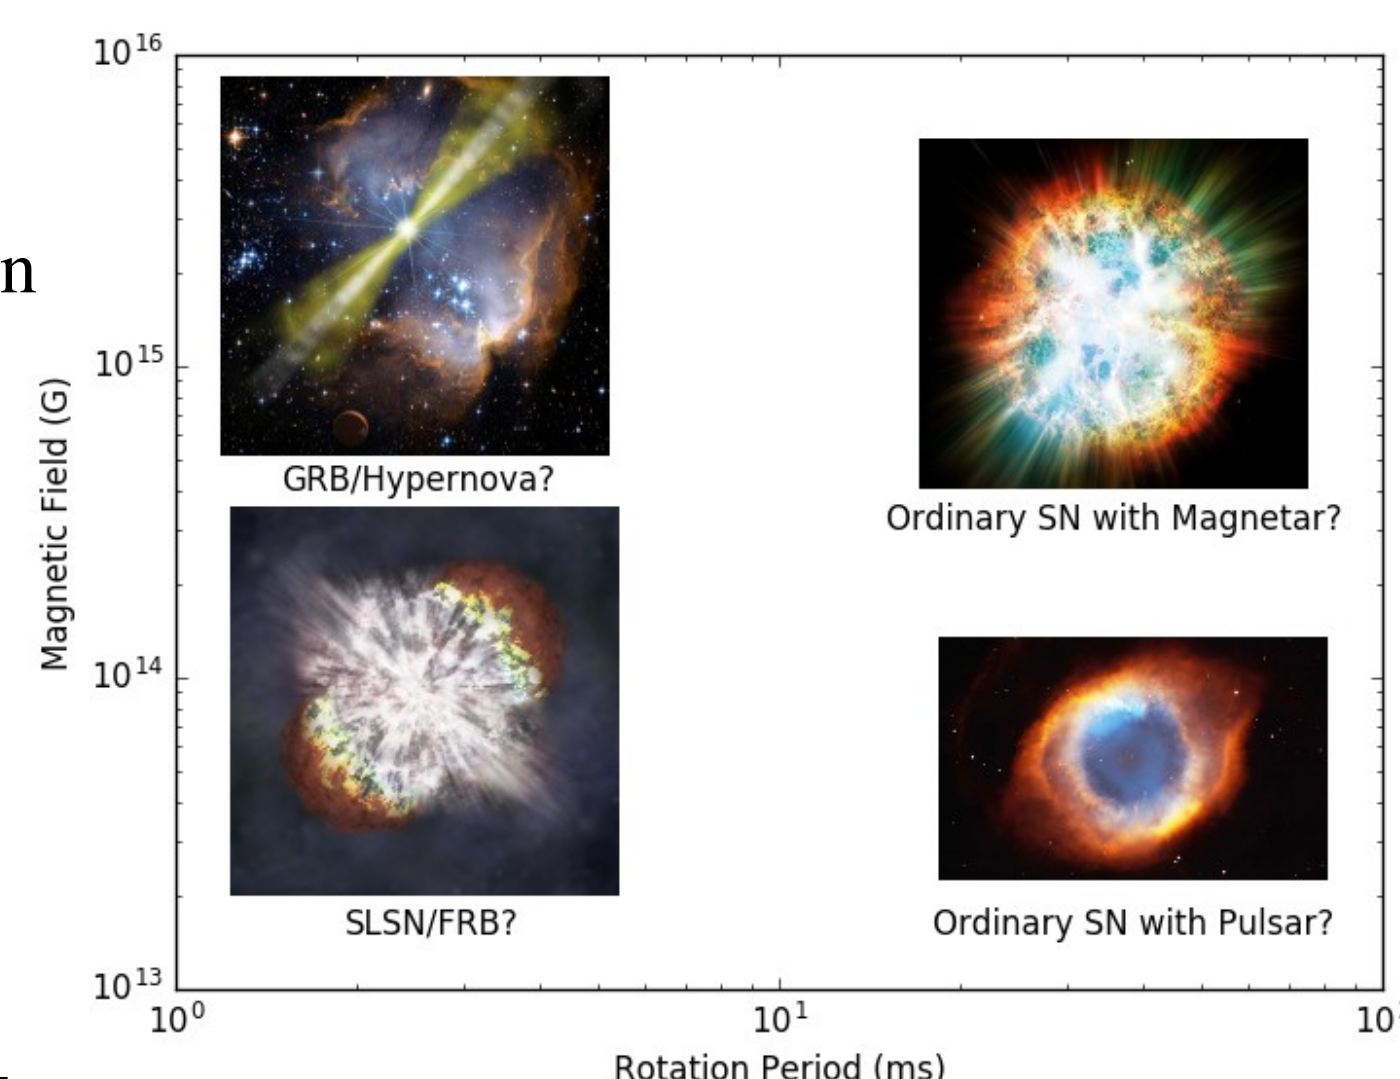 n
10^16
GRB/Hypernova?
10^15
Ordinary SN with Magnetar?
Magnetic Field (G)
10^14
SLSN/FRB?
Ordinary SN with Pulsar?
10^13
10^0
10^1
10
Rotation Period (ms)